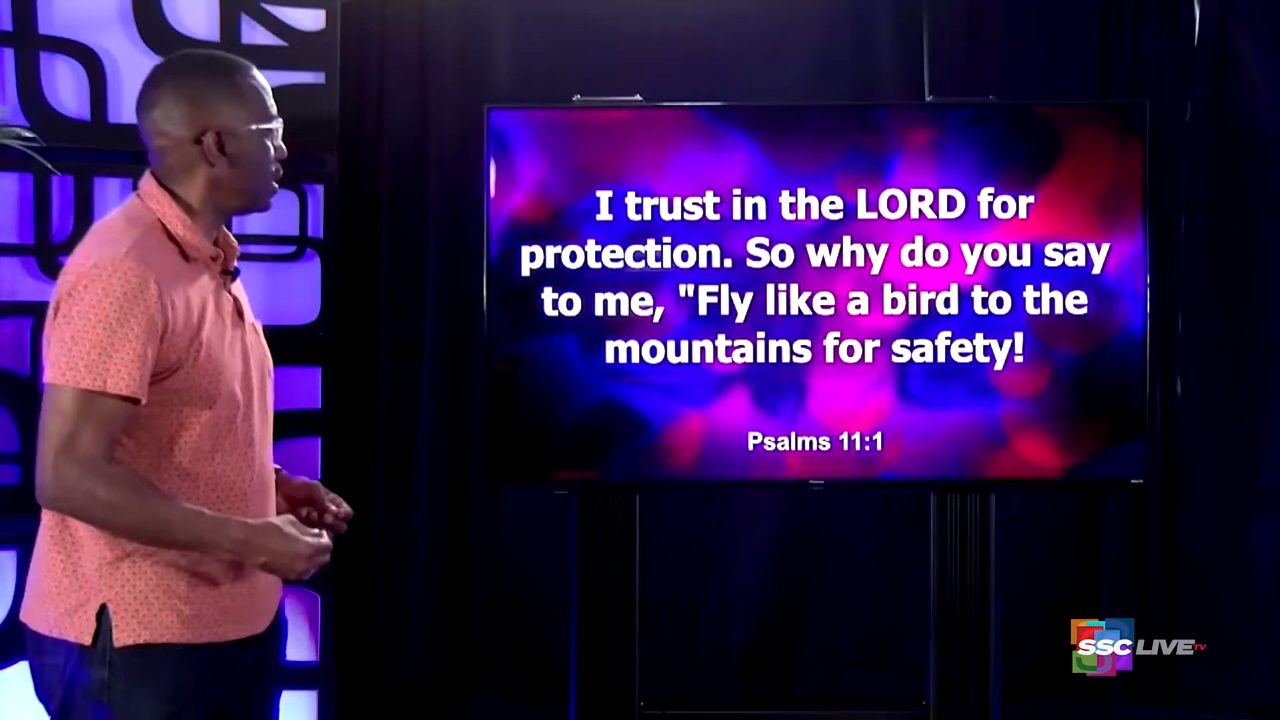 I trust in the LORD for
protection. So why do you say
to me, "Fly like a bird to the
mountains for safety!
Psalms 11:1
SSC LIVE TV